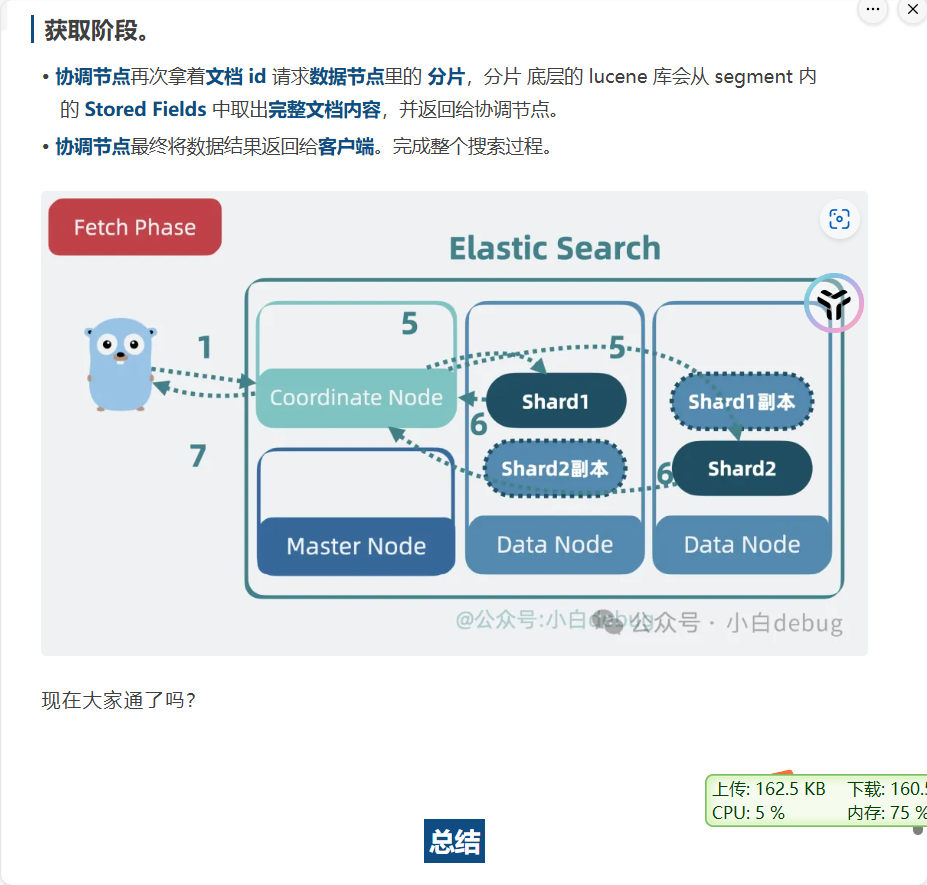 获取阶段。
• 协调节点再次拿着文档 id 请求数据节点里的 分片，分片 底层的 lucene 库会从 segment 内
的 Stored Fields 中取出完整文档内容，并返回给协调节点。
• 协调节点最终将数据结果返回给客户端。完成整个搜索过程。
Fetch Phase
Elastic Search
1
5
5
Coordinate Node
Shard1
Shard1副本
6
7
Shard2副本
6
Shard2
Master Node
Data Node
Data Node
@公众号:小白debug
公众号 · 小白debug
现在大家通了吗?
上传: 162.5 KB 下载: 160.5
CPU: 5 % 内存: 75 %
总结